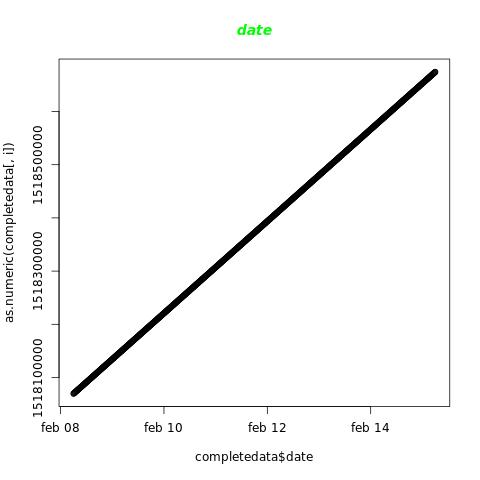 date
as.numeric(completedata[, i])
1518500000
1518300000
1518100000
feb 08
feb 10
feb 12
feb 14
completedata$date